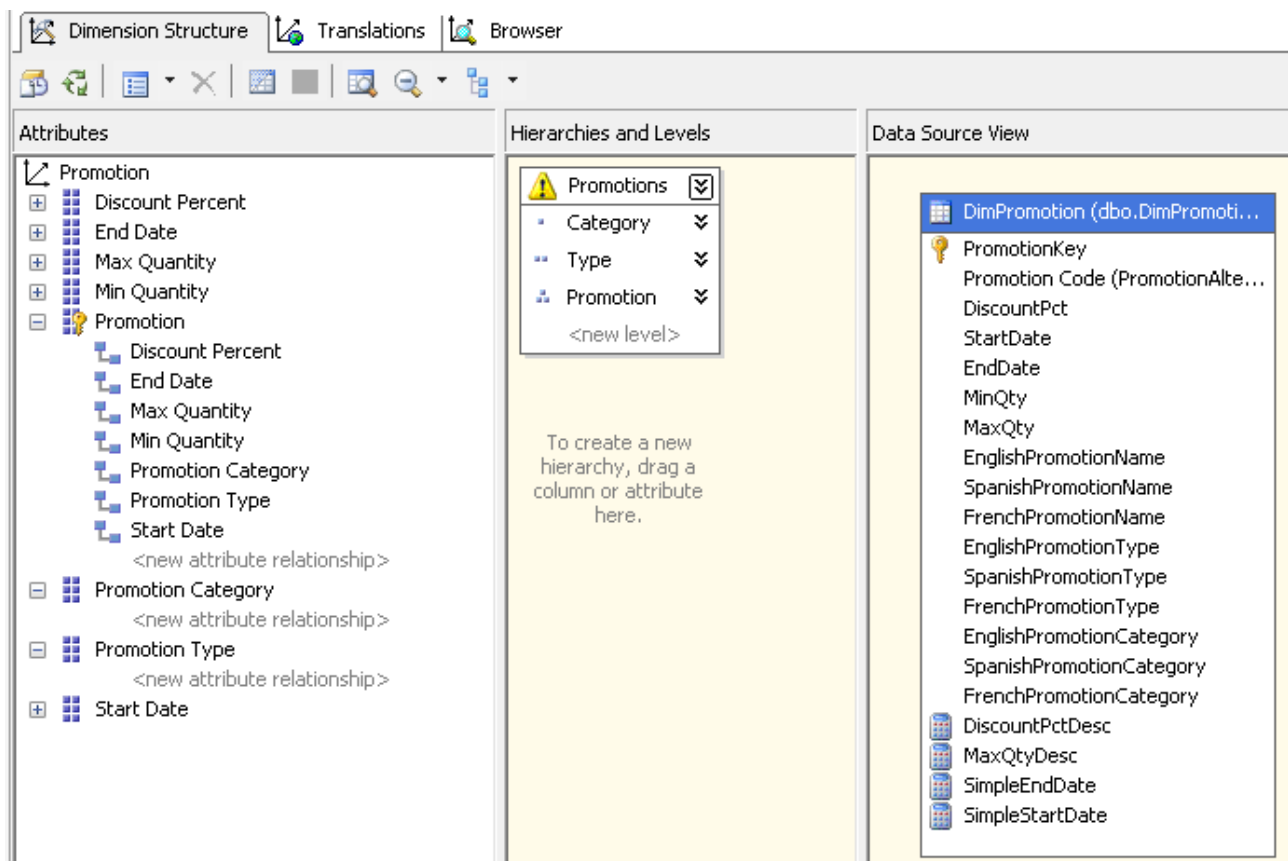 Dimension Structure
Translations
Browser
Attributes
Promotion
Discount Percent
End Date
Max Quantity
Min Quantity
Promotion
Discount Percent
End Date
Max Quantity
Min Quantity
Promotion Category
Promotion Type
Start Date
<new attribute relationship>
Promotion Category
<new attribute relationship>
Promotion Type
<new attribute relationship>
Start Date
Hierarchies and Levels
Promotions
Category
Type
Promotion
<new level>
To create a new
hierarchy, drag a
column or attribute
here.
Data Source View
DimPromotion (dbo.DimPromoti...
PromotionKey
Promotion Code (PromotionAlte...
DiscountPct
StartDate
EndDate
MinQty
MaxQty
EnglishPromotionName
SpanishPromotionName
FrenchPromotionName
EnglishPromotionType
SpanishPromotionType
FrenchPromotionType
EnglishPromotionCategory
SpanishPromotionCategory
FrenchPromotionCategory
DiscountPctDesc
MaxQtyDesc
SimpleEndDate
SimpleStartDate